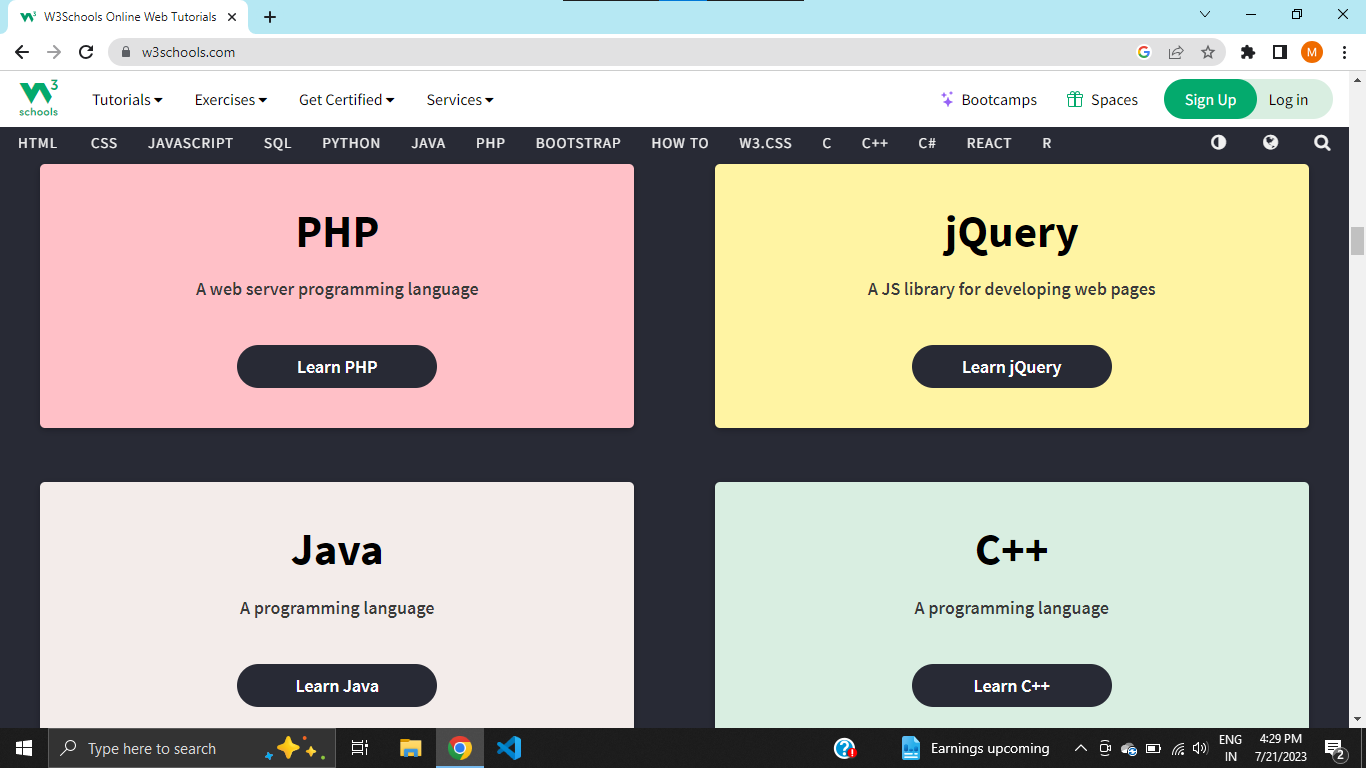 W3Schools Online Web Tutorials
w3schools.com
M
W3 schools
Tutorials Exercises Get Certified Services Bootcamps Spaces Sign Up Log in
HTML CSS JAVASCRIPT SQL PYTHON JAVA PHP BOOTSTRAP HOW TO W3.CSS C C++ C# REACT R
PHP
A web server programming language
Learn PHP
jQuery
A JS library for developing web pages
Learn jQuery
Java
A programming language
Learn Java
C++
A programming language
Learn C++
Type here to search
Earnings upcoming
ENG
IN
4:29 PM
7/21/2023
2